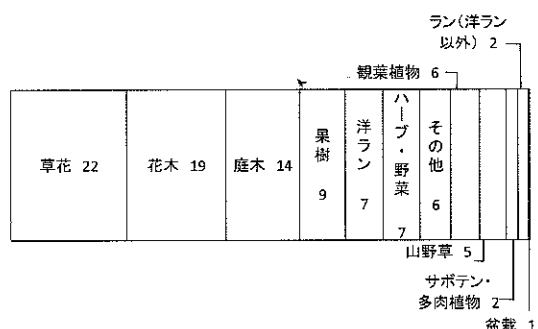 ラン(洋ラン
以外) 2
観葉植物 6
草花 22
花木 19
庭木 14
果樹 9
洋ラン 7
ハーブ・野菜 7
その他 6
山野草 5
サボテン・
多肉植物 2
盆栽 1